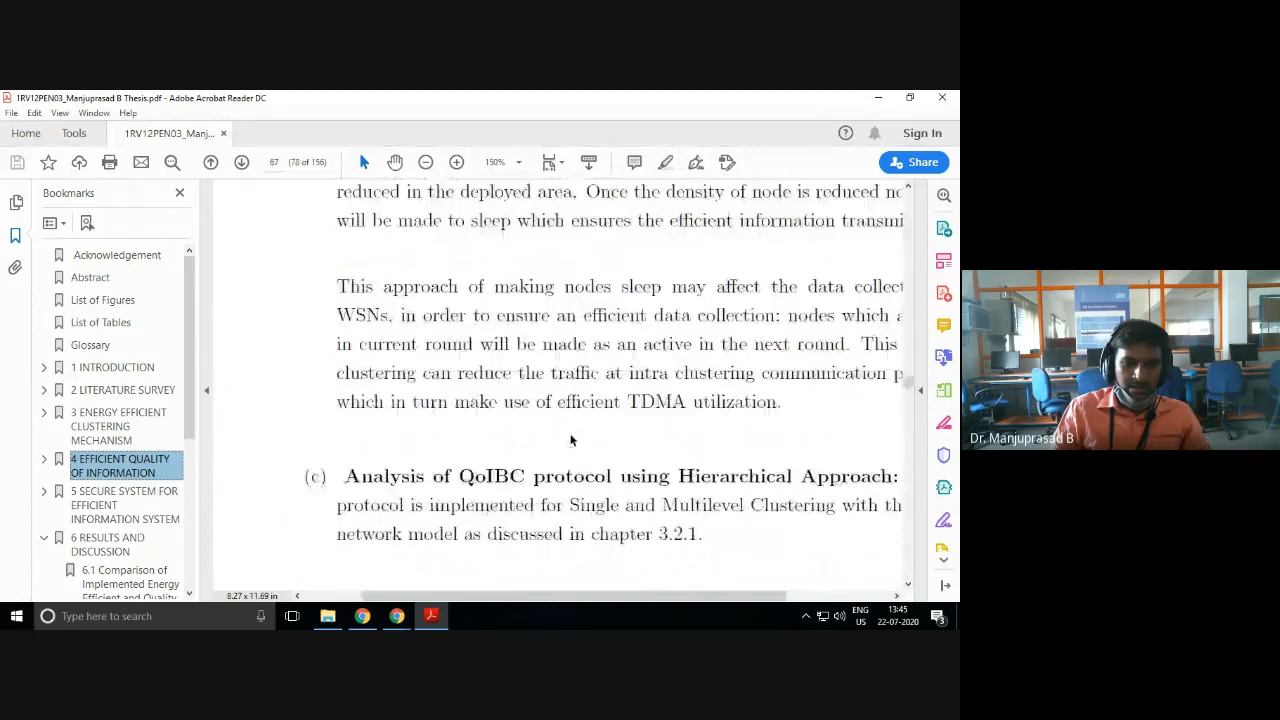 1RV12PEN03_Manjuprasad B Thesis.pdf - Adobe Acrobat Reader DC
File Edit View Window Help
Home Tools 1RV12PEN03_Manj... × Sign In
67 (78 of 156) 150% Share
Bookmarks
Acknowledgement
Abstract
List of Figures
List of Tables
Glossary
1 INTRODUCTION
2 LITERATURE SURVEY
3 ENERGY EFFICIENT
CLUSTERING
MECHANISM
4 EFFICIENT QUALITY
OF INFORMATION
5 SECURE SYSTEM FOR
EFFICIENT
INFORMATION SYSTEM
6 RESULTS AND
DISCUSSION
6.1 Comparison of
Implemented Energy
Efficient and Quality
reduced in the deployed area. Once the density of node is reduced no
will be made to sleep which ensures the efficient information transmi
This approach of making nodes sleep may affect the data collect
WSNs, in order to ensure an efficient data collection: nodes which a
in current round will be made as an active in the next round. This
clustering can reduce the traffic at intra clustering communication p
which in turn make use of efficient TDMA utilization.
(c) Analysis of QoIBC protocol using Hierarchical Approach:
protocol is implemented for Single and Multilevel Clustering with th
network model as discussed in chapter 3.2.1.
8.27 x 11.69 in
Dr. Manjuprasad B
Type here to search
ENG
US
13:45
22-07-2020
3